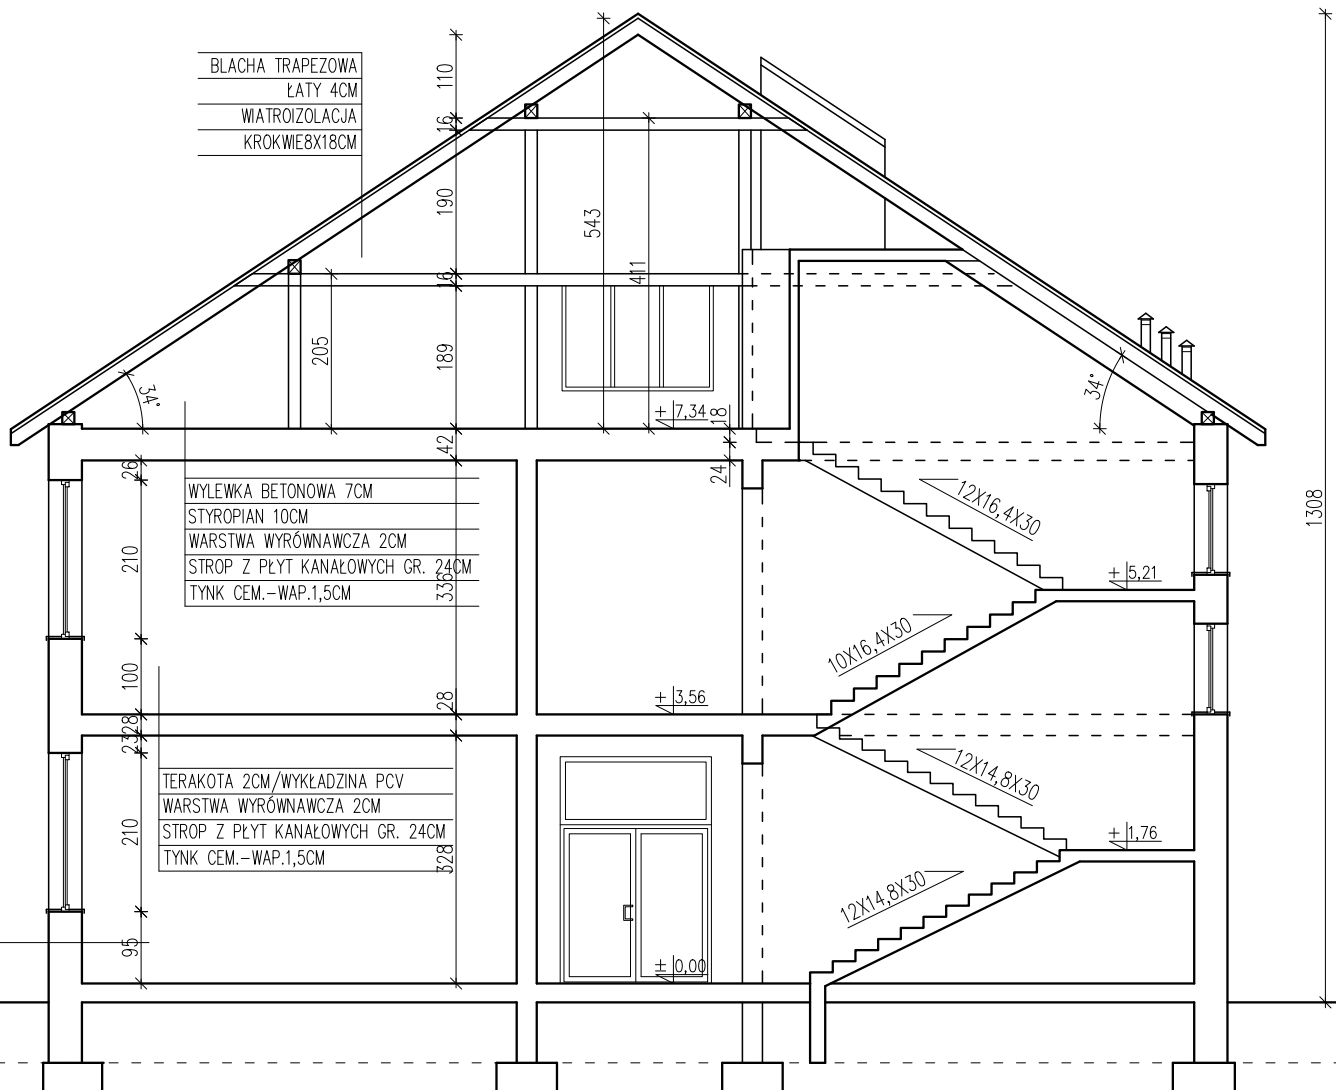 BLACHA TRAPEZOWA
ŁATY 4CM
WIATROIZOLACJA
KROKWIE8X18CM
110
16
190
543
16
411
205
189
34°
34°
+ 7,34
18
42
24
26
1308
WYLEWKA BETONOWA 7CM
STYROPIAN 10CM
WARSTWA WYRÓWNAWCZA 2CM
STROP Z PŁYT KANAŁOWYCH GR. 24CM
TYNK CEM.-WAP.1,5CM
210
336
12X16,4X30
+ 5,21
10X16,4X30
100
28
+ 3,56
28
23
TERAKOTA 2CM/WYKŁADZINA PCV
WARSTWA WYRÓWNAWCZA 2CM
STROP Z PŁYT KANAŁOWYCH GR. 24CM
TYNK CEM.-WAP.1,5CM
210
328
12X14,8X30
+ 1,76
12X14,8X30
95
± 0,00